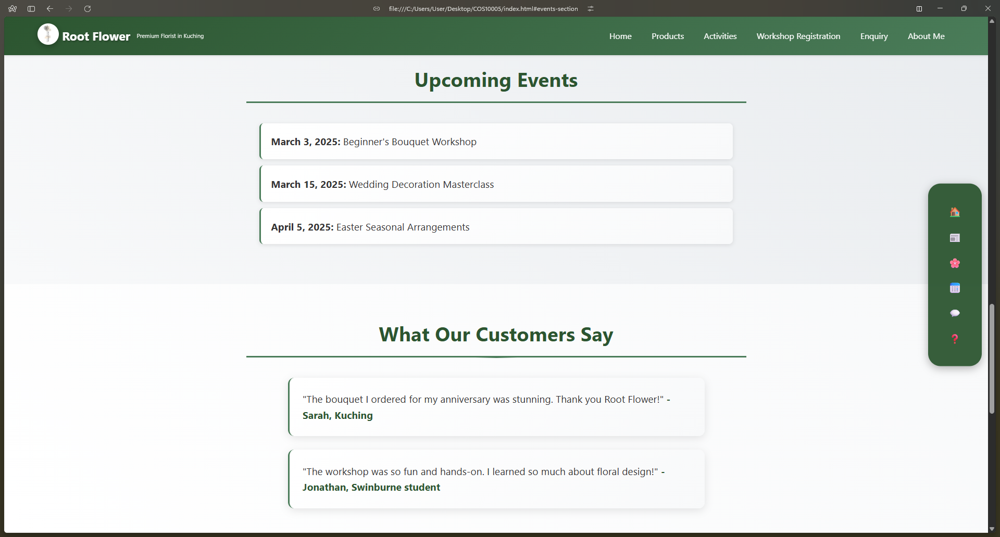 file:///C:/Users/User/Desktop/COS10005/index.html#events-section
Root Flower Premium Florist in Kuching
Home Products Activities Workshop Registration Enquiry About Me
Upcoming Events
March 3, 2025: Beginner's Bouquet Workshop
March 15, 2025: Wedding Decoration Masterclass
April 5, 2025: Easter Seasonal Arrangements
What Our Customers Say
"The bouquet I ordered for my anniversary was stunning. Thank you Root Flower!" -
Sarah, Kuching
"The workshop was so fun and hands-on. I learned so much about floral design!" -
Jonathan, Swinburne student